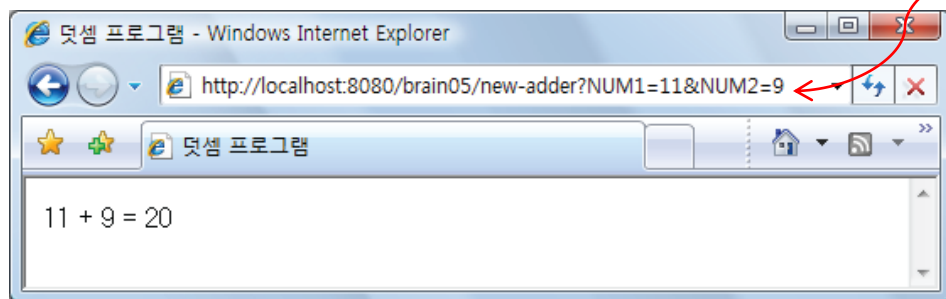 덧셈 프로그램 - Windows Internet Explorer
http://localhost:8080/brain05/new-adder?NUM1=11&NUM2=9
덧셈 프로그램
11 + 9 = 20